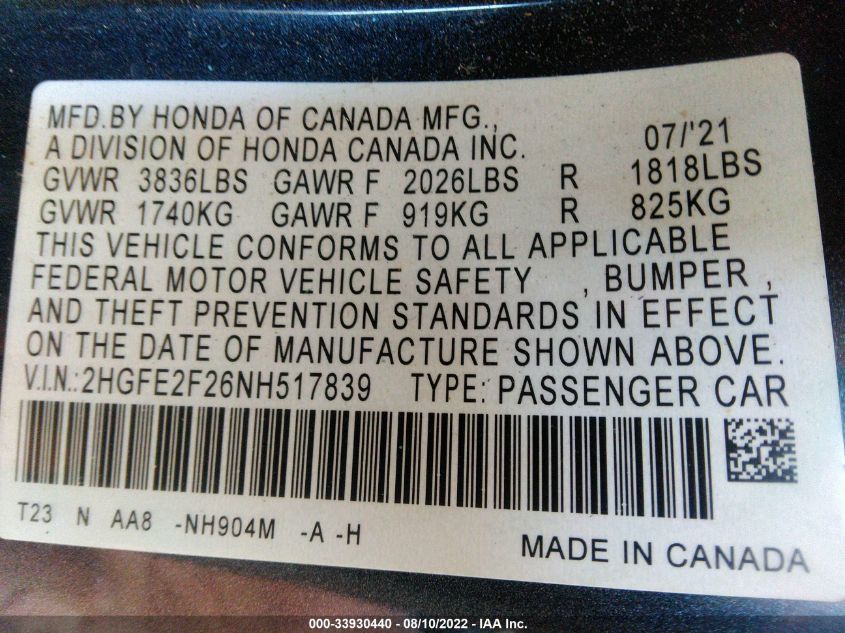 MFD.BY HONDA OF CANADA MFG.,
A DIVISION OF HONDA CANADA INC. 07/'21
GVWR 3836LBS GAWR F 2026LBS R 1818LBS
GVWR 1740KG GAWR F 919KG R 825KG
THIS VEHICLE CONFORMS TO ALL APPLICABLE
FEDERAL MOTOR VEHICLE SAFETY , BUMPER ,
AND THEFT PREVENTION STANDARDS IN EFFECT
ON THE DATE OF MANUFACTURE SHOWN ABOVE.
V.I.N.:2HGFE2F26NH517839 TYPE: PASSENGER CAR
T23 N AA8 -NH904M -A -H
MADE IN CANADA
000-33930440 - 08/10/2022 - IAA Inc.